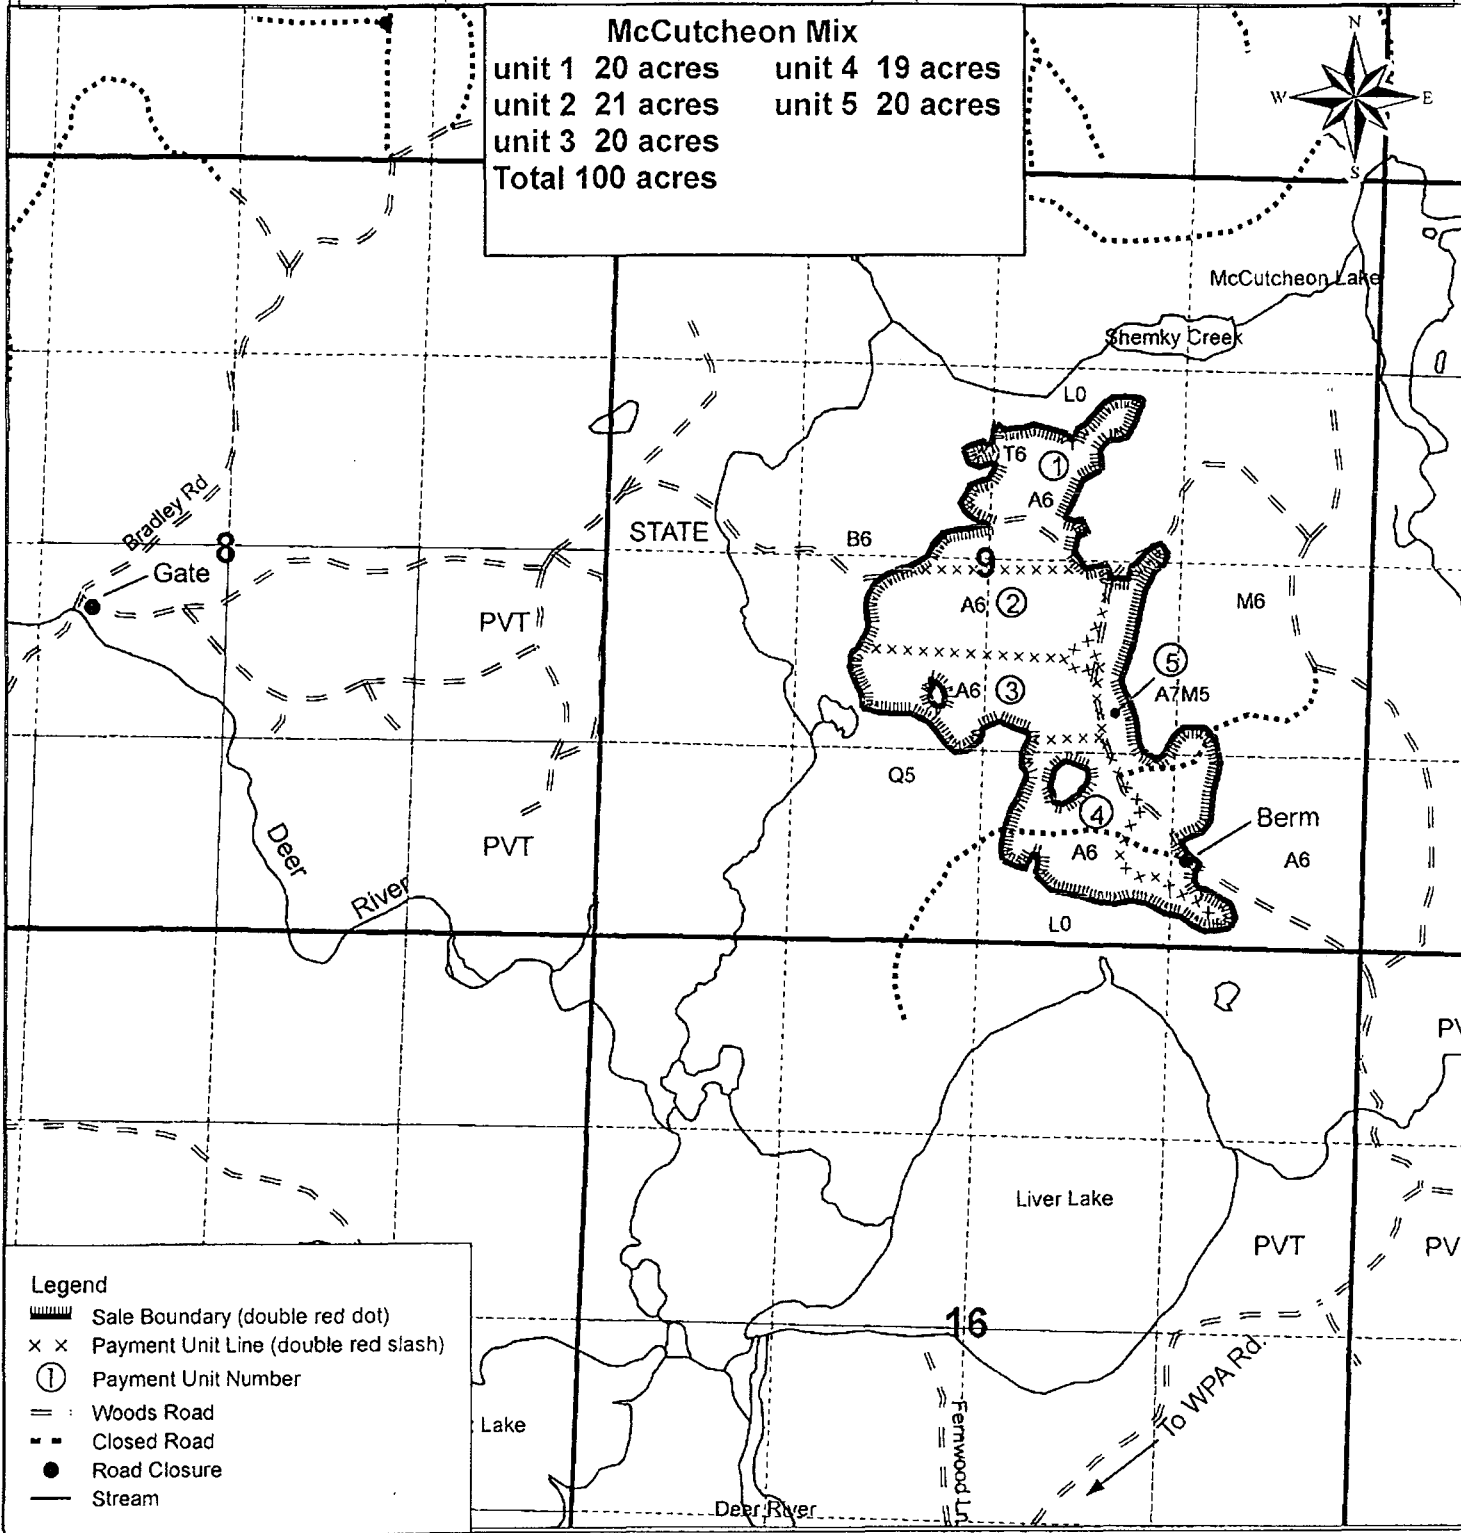 McCutcheon Mix
unit 1 20 acres unit 4 19 acres
unit 2 21 acres unit 5 20 acres
unit 3 20 acres
Total 100 acres
N
W E
S
McCutcheon Lake
Shemky Creek
L0
T6
1
A6
Bradley Rd
8
STATE
B6
9
Gate
PVT
A6 2
M6
5
A6 3
A7M5
Q5
4
Berm
PVT
A6
A6
Deer
River
L0
Liver Lake
PVT
16
To WPA Rd.
Fernwood Ln
Lake
Deer River
Legend
Sale Boundary (double red dot)
x x Payment Unit Line (double red slash)
1 Payment Unit Number
Woods Road
Closed Road
Road Closure
Stream